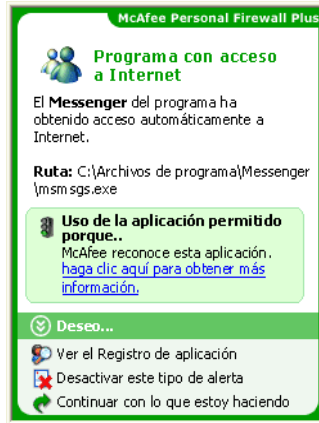 McAfee Personal Firewall Plus
Programa con acceso
a Internet
El Messenger del programa ha
obtenido acceso automáticamente a
Internet.
Ruta: C:\Archivos de programa\Messenger
\msmsgs.exe
Uso de la aplicación permitido
porque..
McAfee reconoce esta aplicación.
haga clic aquí para obtener más
información.
Deseo...
Ver el Registro de aplicación
Desactivar este tipo de alerta
Continuar con lo que estoy haciendo